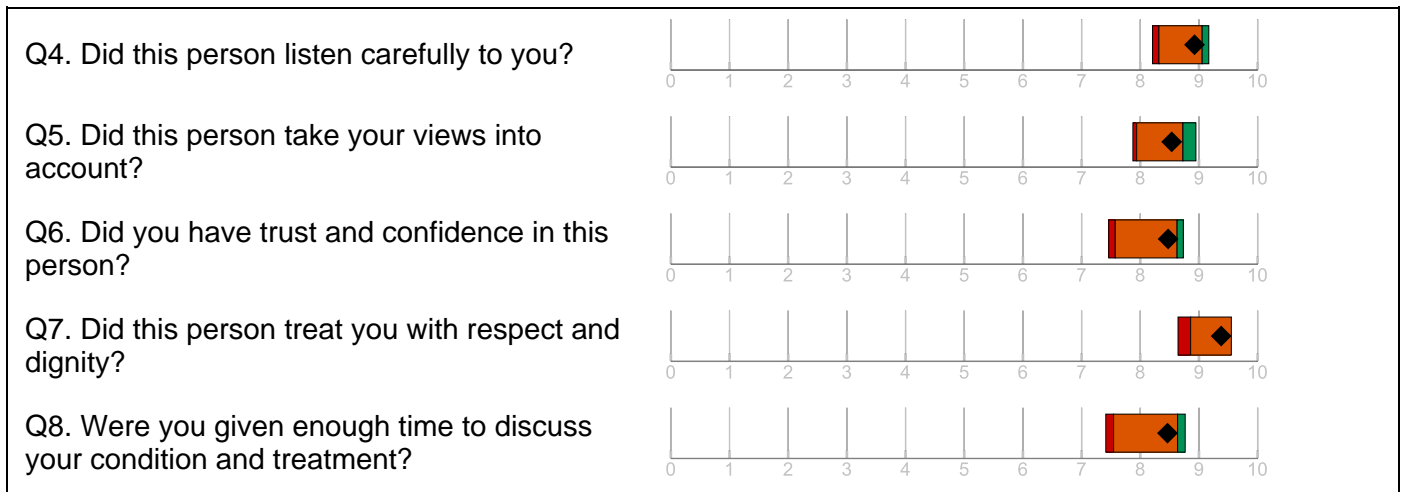 Q4. Did this person listen carefully to you?
0 1 2 3 4 5 6 7 8 9 10
Q5. Did this person take your views into
account?
0 1 2 3 4 5 6 7 8 9 10
Q6. Did you have trust and confidence in this
person?
0 1 2 3 4 5 6 7 8 9 10
Q7. Did this person treat you with respect and
dignity?
0 1 2 3 4 5 6 7 8 9 10
Q8. Were you given enough time to discuss
your condition and treatment?
0 1 2 3 4 5 6 7 8 9 10